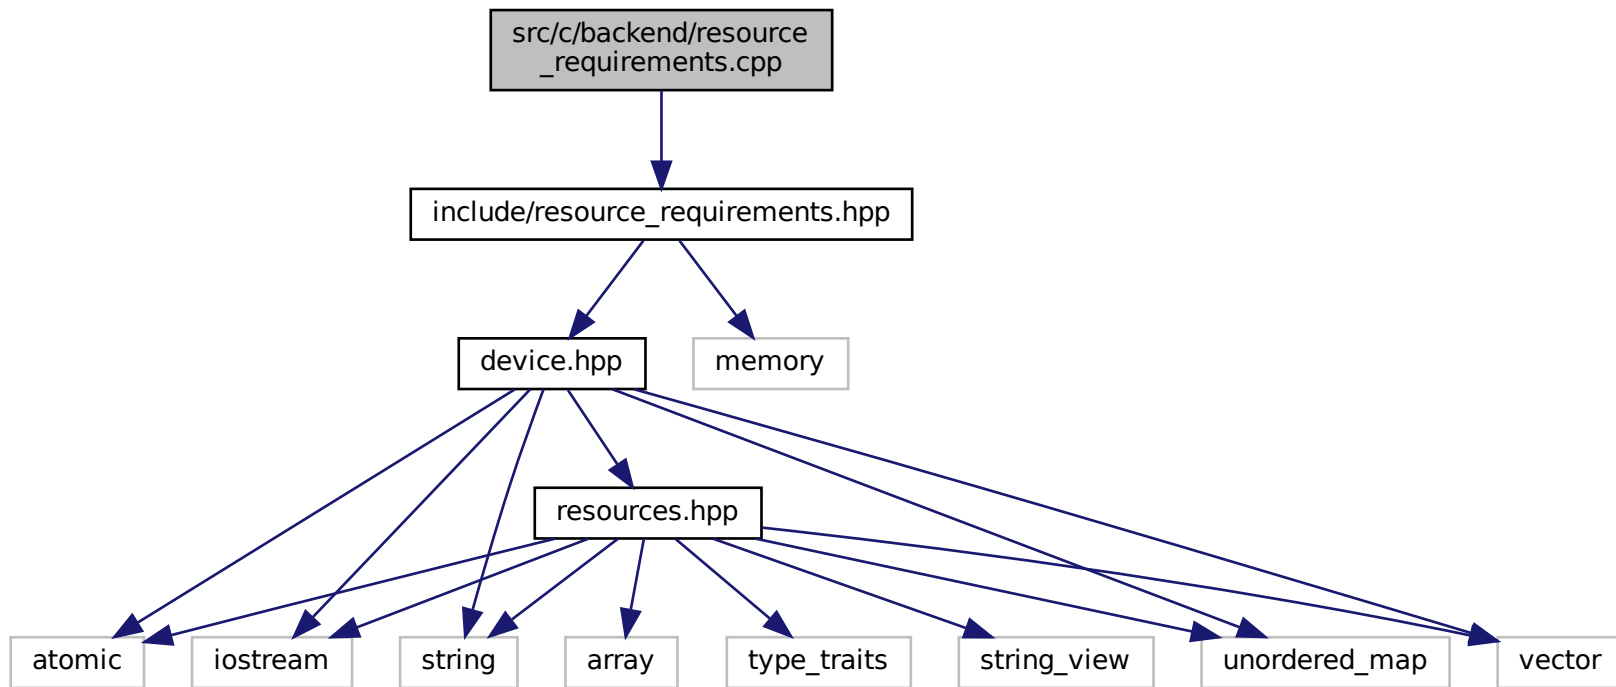 src/c/backend/resource
_requirements.cpp
include/resource_requirements.hpp
device.hpp
memory
resources.hpp
atomic
iostream
string
array
type_traits
string_view
unordered_map
vector